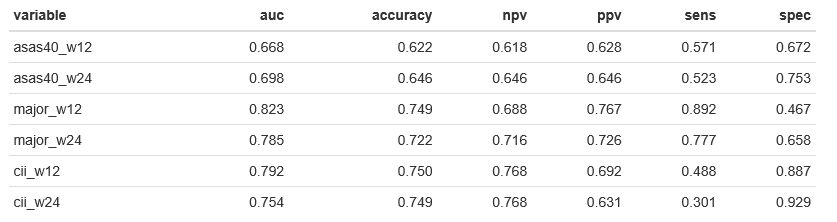 variable auc accuracy npv ppv sens spec
asas40_w12 0.668 0.622 0.618 0.628 0.571 0.672
asas40_w24 0.698 0.646 0.646 0.646 0.523 0.753
major_w12 0.823 0.749 0.688 0.767 0.892 0.467
major_w24 0.785 0.722 0.716 0.726 0.777 0.658
cii_w12 0.792 0.750 0.768 0.692 0.488 0.887
cii_w24 0.754 0.749 0.768 0.631 0.301 0.929